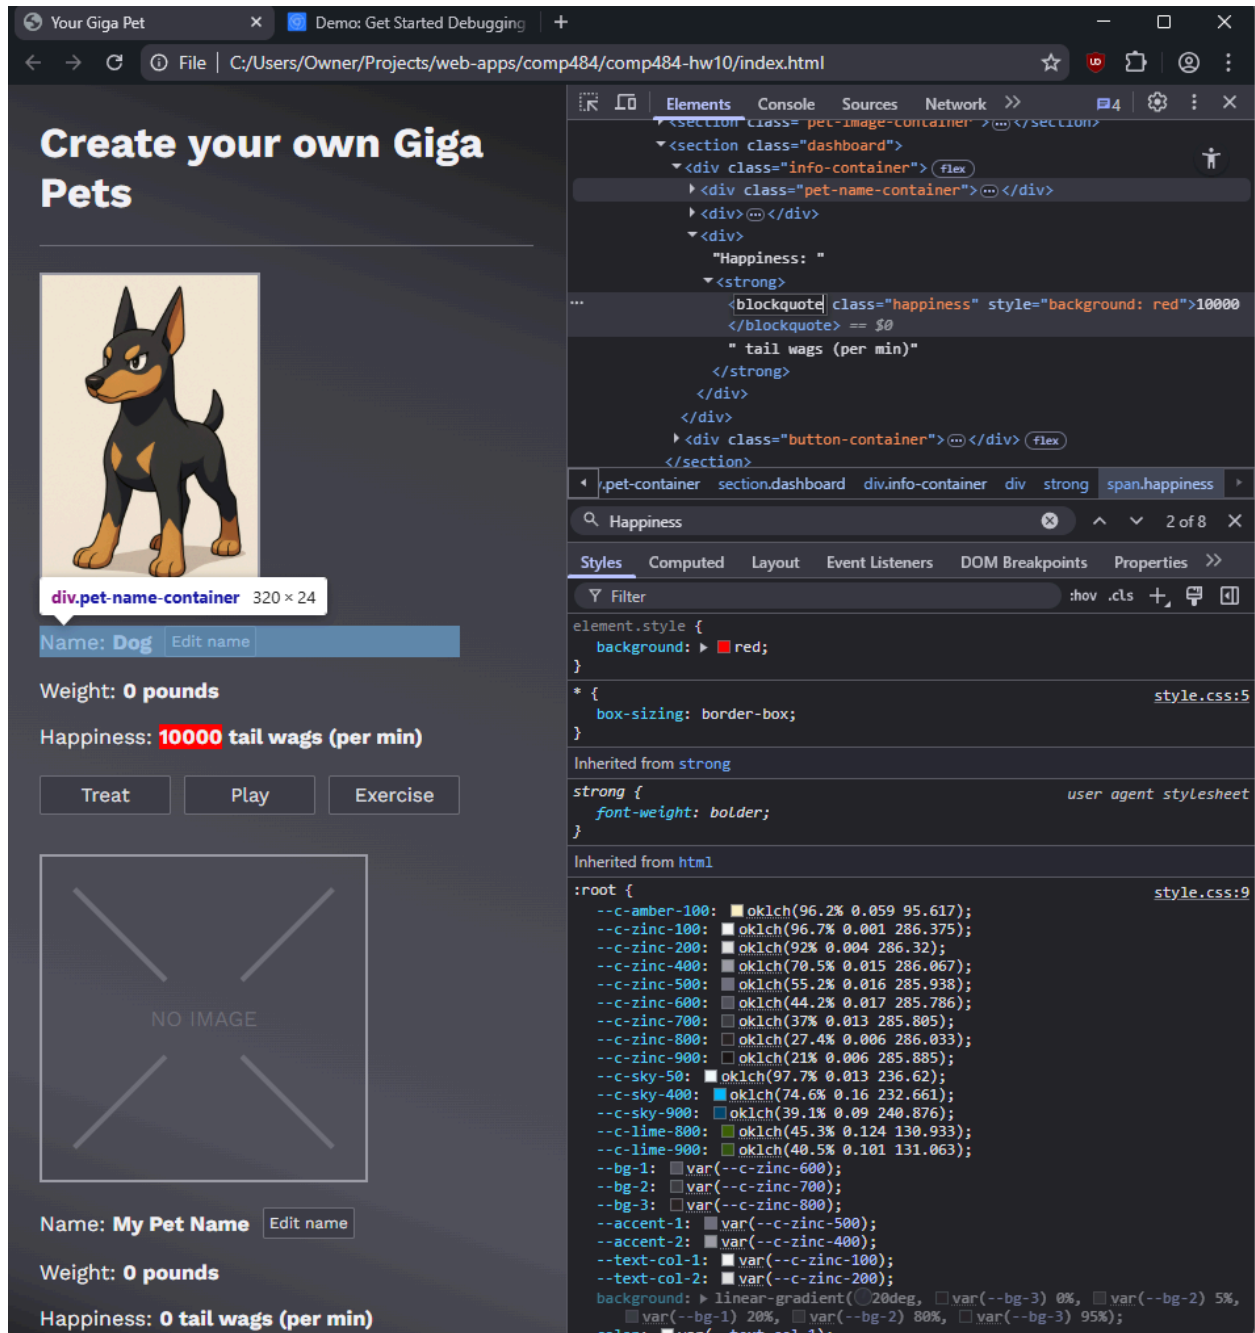 Your Giga Pet
Demo: Get Started Debugging
File
C:/Users/Owner/Projects/web-apps/comp484/comp484-hw10/index.html
Create your own Giga
Pets
div.pet-name-container 320 × 24
Name: Dog Edit name
Weight: 0 pounds
Happiness: 10000 tail wags (per min)
Treat Play Exercise
NO IMAGE
Name: My Pet Name Edit name
Weight: 0 pounds
Happiness: 0 tail wags (per min)
Elements Console Sources Network 4
<section class="pet-image-container">…</section>
<section class="dashboard">
<div class="info-container"> flex
<div class="pet-name-container">…</div>
<div>…</div>
<div>
"Happiness: "
<strong>
<blockquote class="happiness" style="background: red">10000
</blockquote> == $0
" tail wags (per min)"
</strong>
</div>
</div>
<div class="button-container">…</div> flex
</section>
.pet-container section.dashboard div.info-container div strong span.happiness
Happiness 2 of 8
Styles Computed Layout Event Listeners DOM Breakpoints Properties
Filter :hov .cls
element.style {
background: red;
}
* { style.css:5
box-sizing: border-box;
}
Inherited from strong
strong { user agent stylesheet
font-weight: bolder;
}
Inherited from html
:root { style.css:9
--c-amber-100: oklch(96.2% 0.059 95.617);
--c-zinc-100: oklch(96.7% 0.001 286.375);
--c-zinc-200: oklch(92% 0.004 286.32);
--c-zinc-400: oklch(70.5% 0.015 286.067);
--c-zinc-500: oklch(55.2% 0.016 285.938);
--c-zinc-600: oklch(44.2% 0.017 285.786);
--c-zinc-700: oklch(37% 0.013 285.805);
--c-zinc-800: oklch(27.4% 0.006 286.033);
--c-zinc-900: oklch(21% 0.006 285.885);
--c-sky-50: oklch(97.7% 0.013 236.62);
--c-sky-400: oklch(74.6% 0.16 232.661);
--c-sky-900: oklch(39.1% 0.09 240.876);
--c-lime-800: oklch(45.3% 0.124 130.933);
--c-lime-900: oklch(40.5% 0.101 131.063);
--bg-1: var(--c-zinc-600);
--bg-2: var(--c-zinc-700);
--bg-3: var(--c-zinc-800);
--accent-1: var(--c-zinc-500);
--accent-2: var(--c-zinc-400);
--text-col-1: var(--c-zinc-100);
--text-col-2: var(--c-zinc-200);
background: linear-gradient(20deg, var(--bg-3) 0%, var(--bg-2) 5%,
var(--bg-1) 20%, var(--bg-2) 80%, var(--bg-3) 95%);
color: var(--text-col-1);